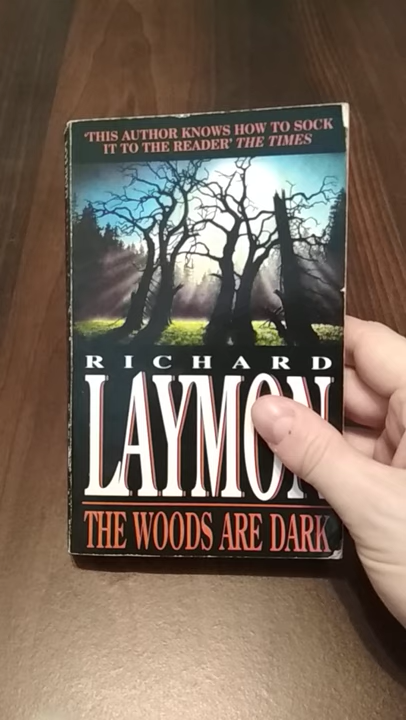 'THIS AUTHOR KNOWS HOW TO SOCK
IT TO THE READER' THE TIMES
RICHARD
LAYMON
THE WOODS ARE DARK